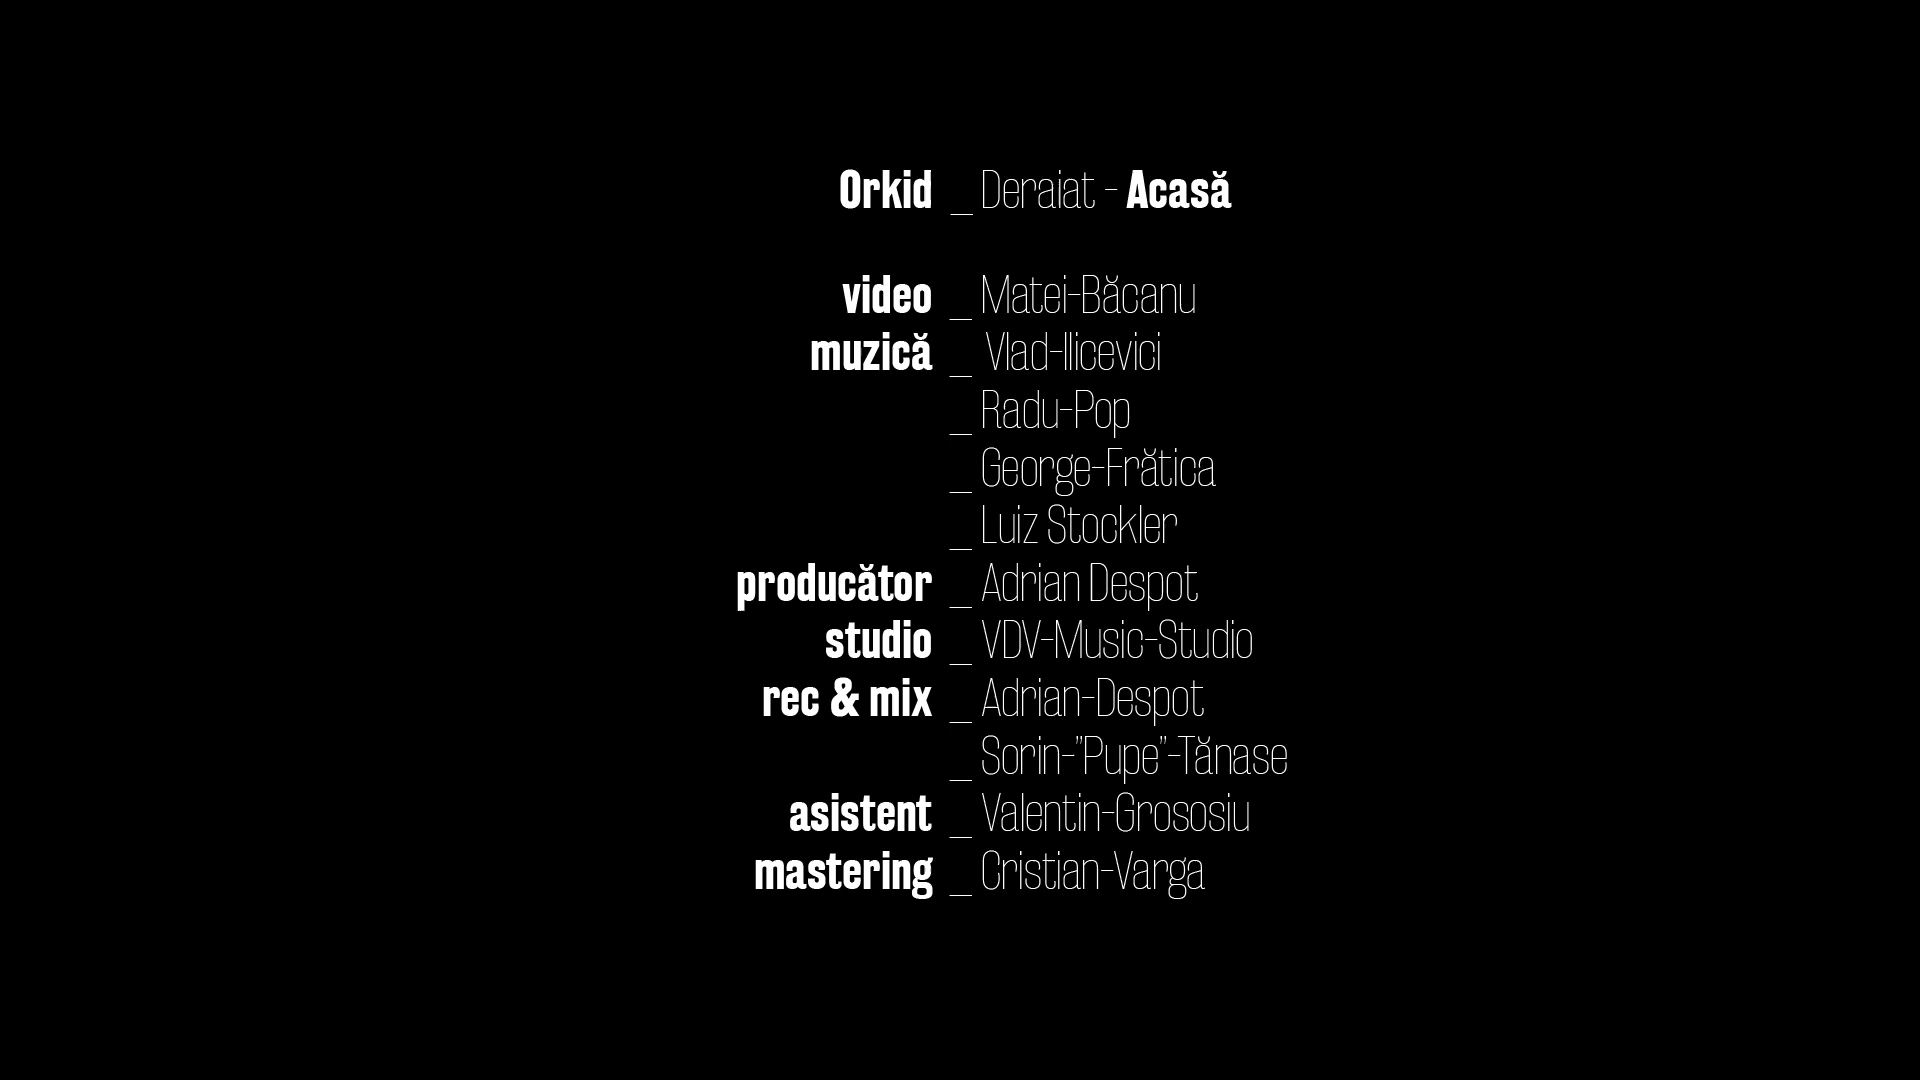 Orkid _ Deraiat - Acasă
video _ Matei-Băcanu
muzică _ Vlad-Ilicevici
_ Radu-Pop
_ George-Frătica
_ Luiz Stockler
producător _ Adrian Despot
studio _ VDV-Music-Studio
rec & mix _ Adrian-Despot
_ Sorin-"Pupe"-Tănase
asistent _ Valentin-Grososiu
mastering _ Cristian-Varga